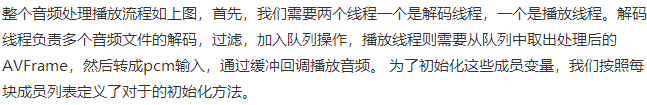 整个音频处理播放流程如上图，首先，我们需要两个线程一个是解码线程，一个是播放线程。解码
线程负责多个音频文件的解码，过滤，加入队列操作，播放线程则需要从队列中取出处理后的
AVFrame，然后转成pcm输入，通过缓冲回调播放音频。 为了初始化这些成员变量，我们按照每
块成员列表定义了对于的初始化方法。